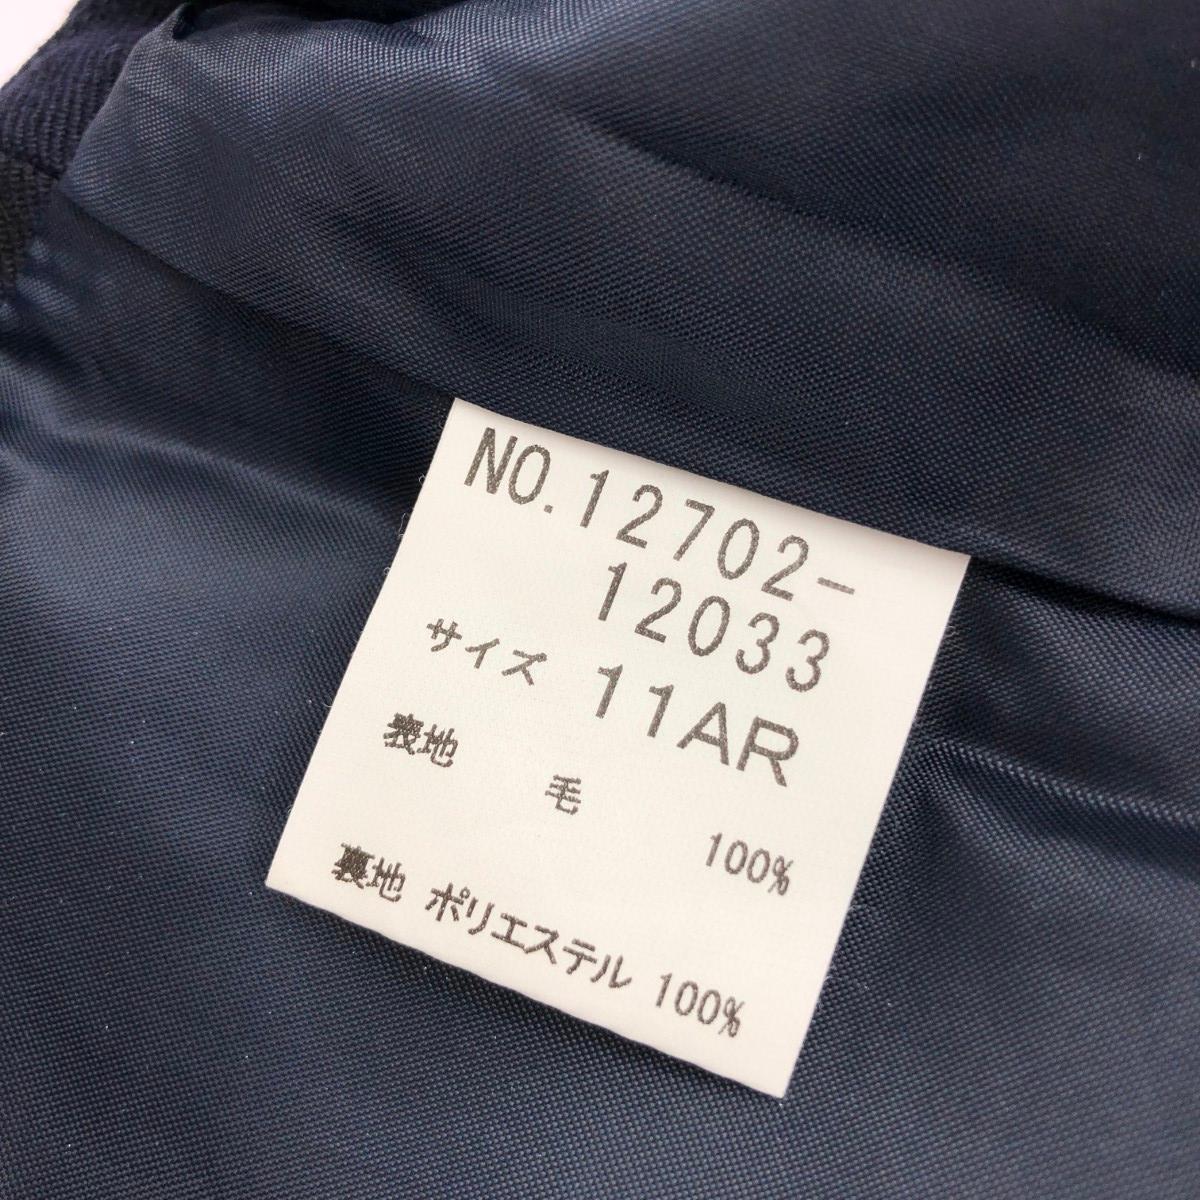 NO.12702-
12033
サイズ 11AR
表地 毛 100%
裏地 ポリエステル 100%